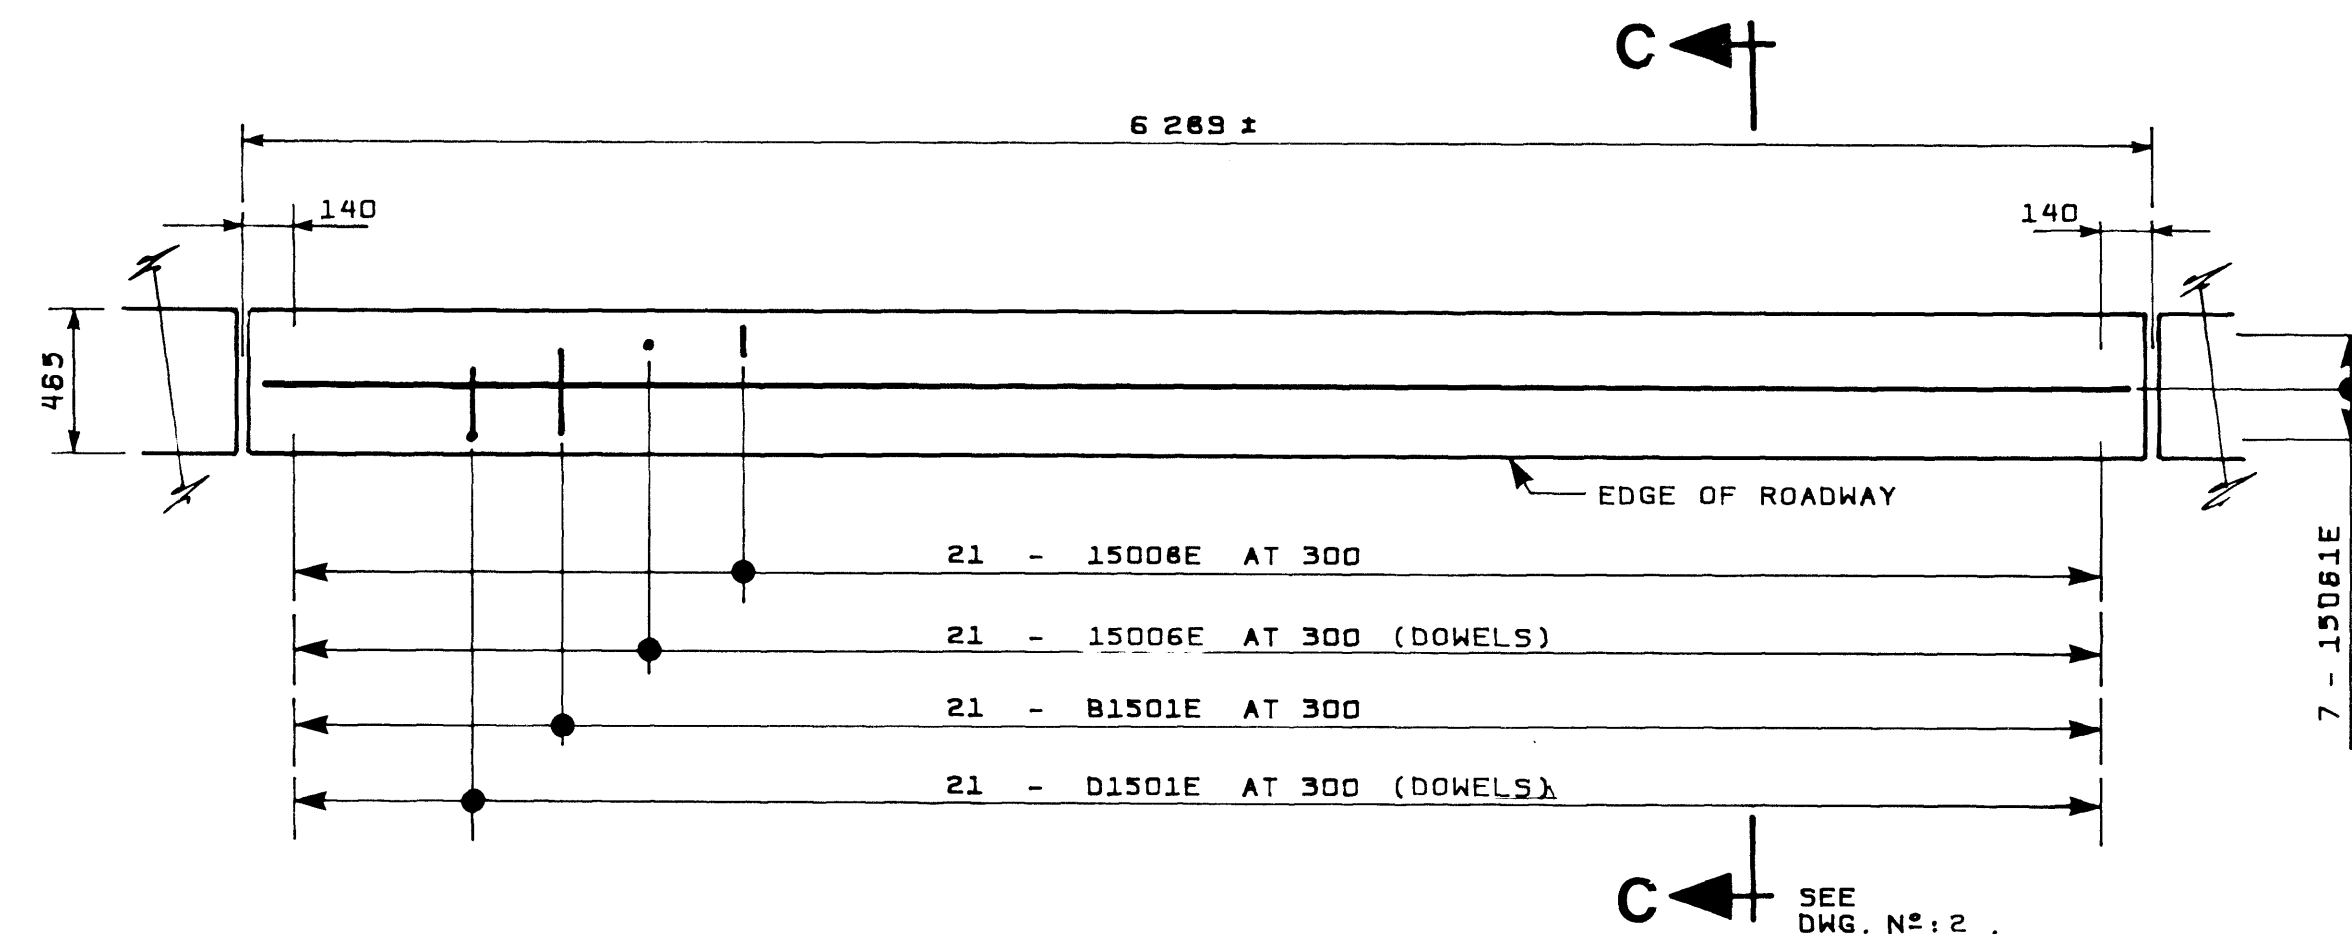 C
6 289 ±
140
140
465
EDGE OF ROADWAY
21 - 15008E AT 300
21 - 15006E AT 300 (DOWELS)
21 - B1501E AT 300
21 - D1501E AT 300 (DOWELS)
7 - 15061E
C
SEE
DWG. Nº: 2 .